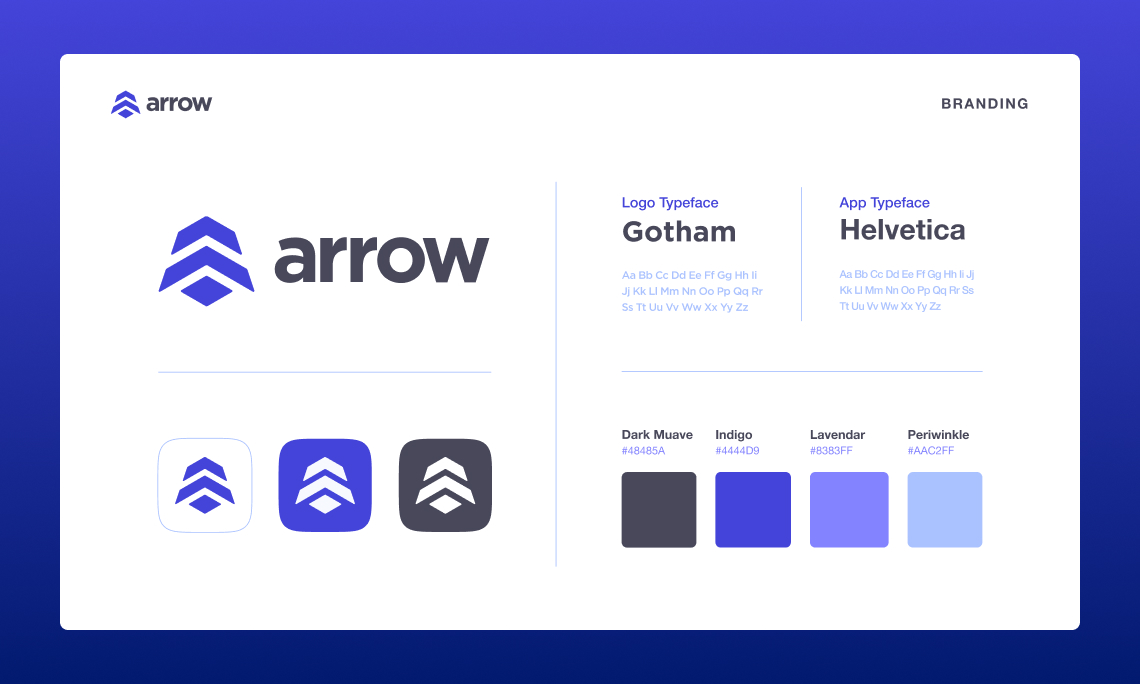 arrow
BRANDING
arrow
Logo Typeface
Gotham
Aa Bb Cc Dd Ee Ff Gg Hh Ii
Jj Kk Ll Mm Nn Oo Pp Qq Rr
Ss Tt Uu Vv Ww Xx Yy Zz
App Typeface
Helvetica
Aa Bb Cc Dd Ee Ff Gg Hh Ii Jj
Kk Ll Mm Nn Oo Pp Qq Rr Ss
Tt Uu Vv Ww Xx Yy Zz
Dark Muave
#48485A
Indigo
#4444D9
Lavendar
#8383FF
Periwinkle
#AAC2FF